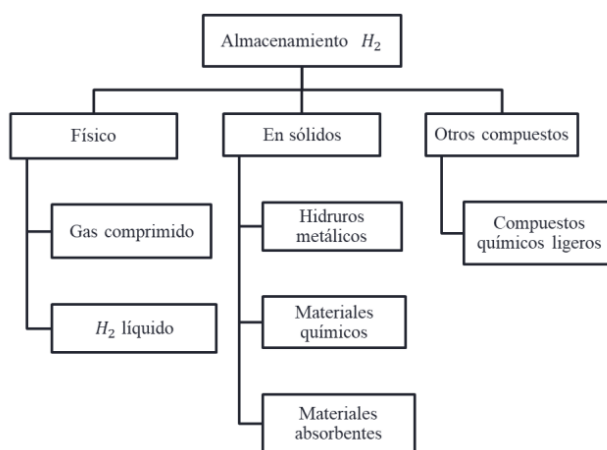 Almacenamiento H₂
Físico
En sólidos
Otros compuestos
Gas comprimido
H₂ líquido
Hidruros
metálicos
Materiales
químicos
Materiales
absorbentes
Compuestos
químicos ligeros